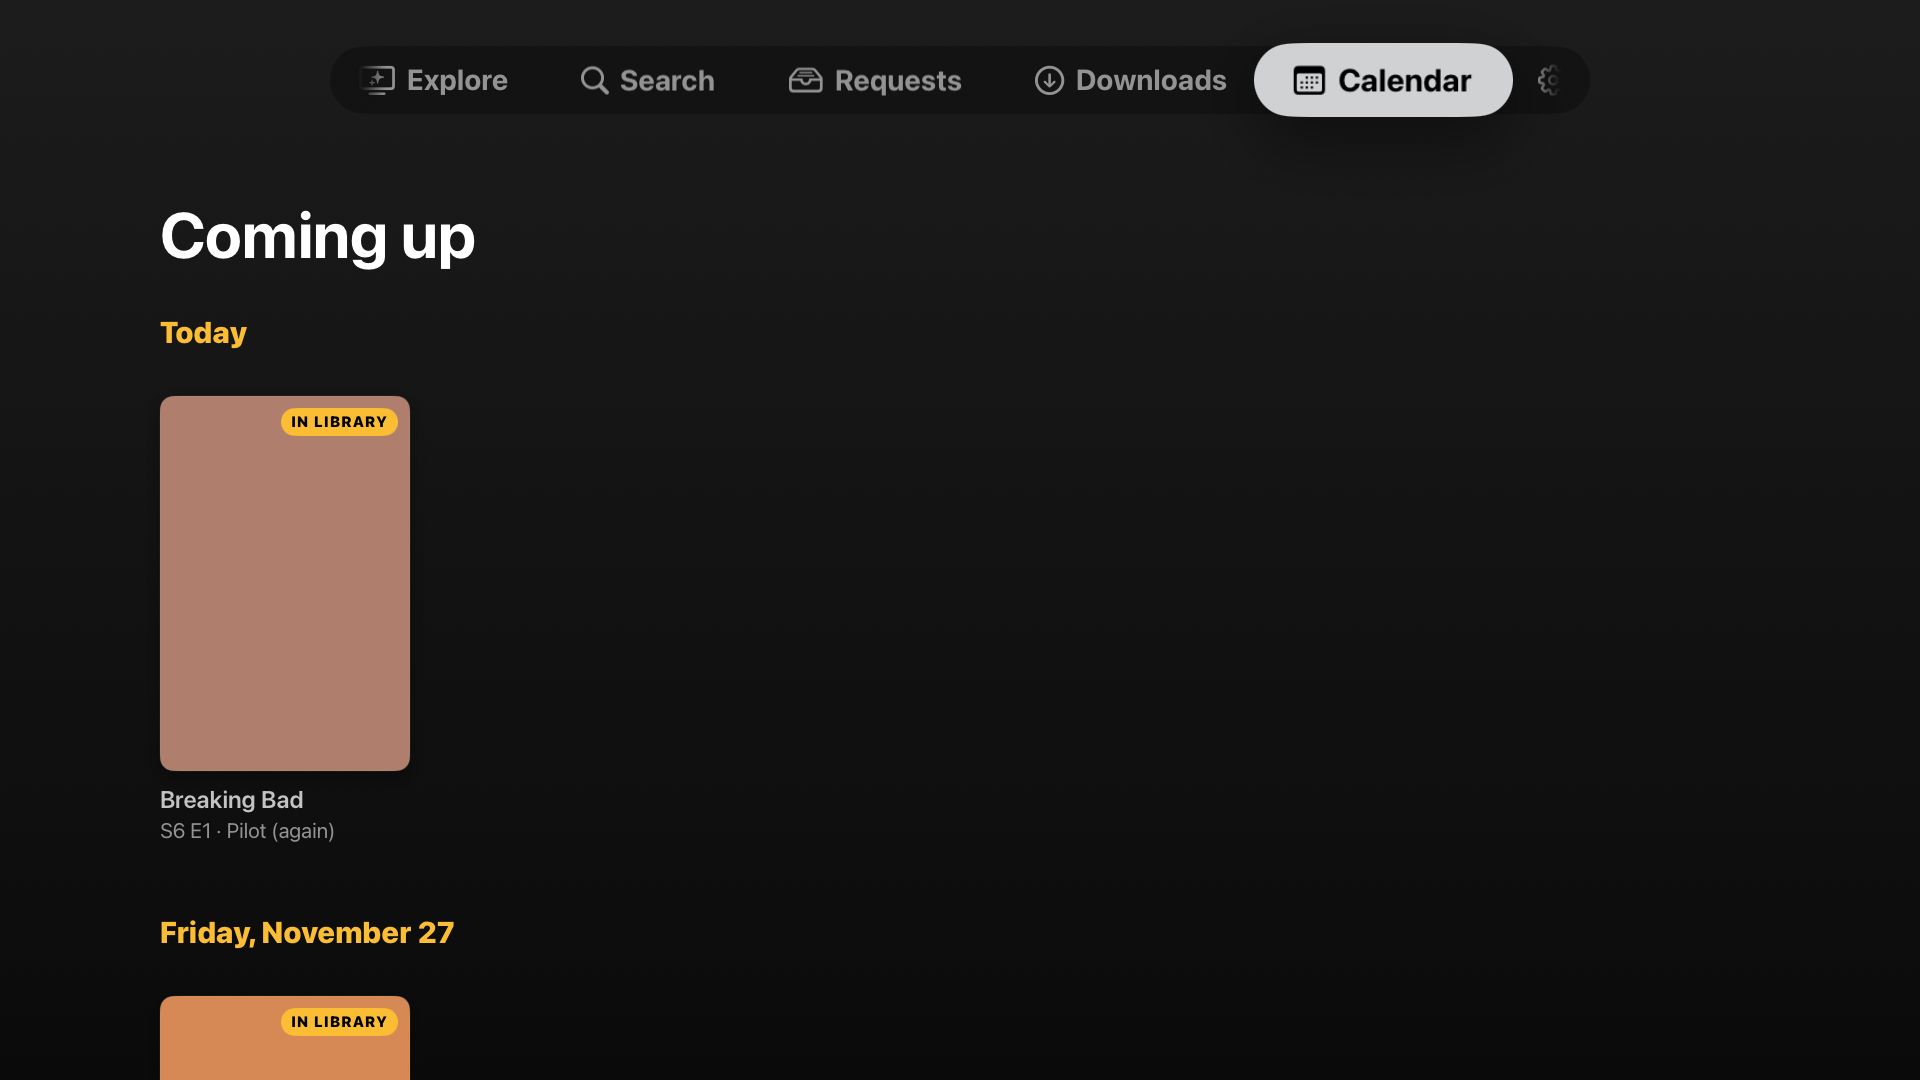 Explore
Search
Requests
Downloads
Calendar
Coming up
Today
IN LIBRARY
Breaking Bad
S6 E1 · Pilot (again)
Friday, November 27
IN LIBRARY